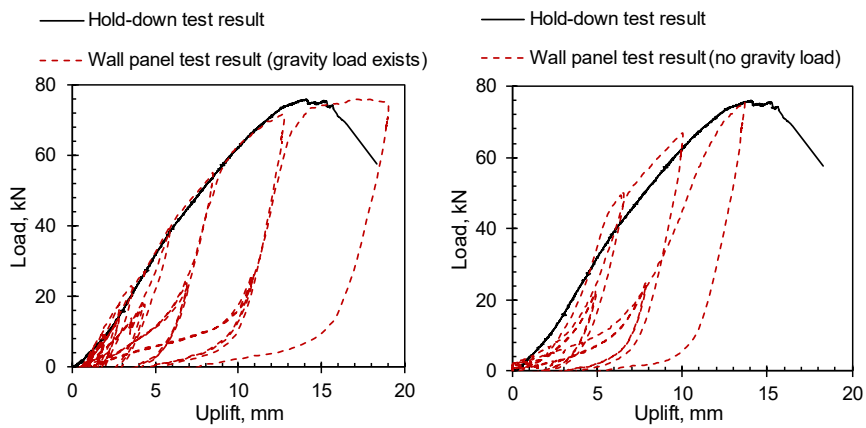 Hold-down test result
Wall panel test result (gravity load exists)
80
60
40
20
0
Load, kN
0 5 10 15 20
Uplift, mm
Hold-down test result
Wall panel test result (no gravity load)
80
60
40
20
0
Load, kN
0 5 10 15 20
Uplift, mm